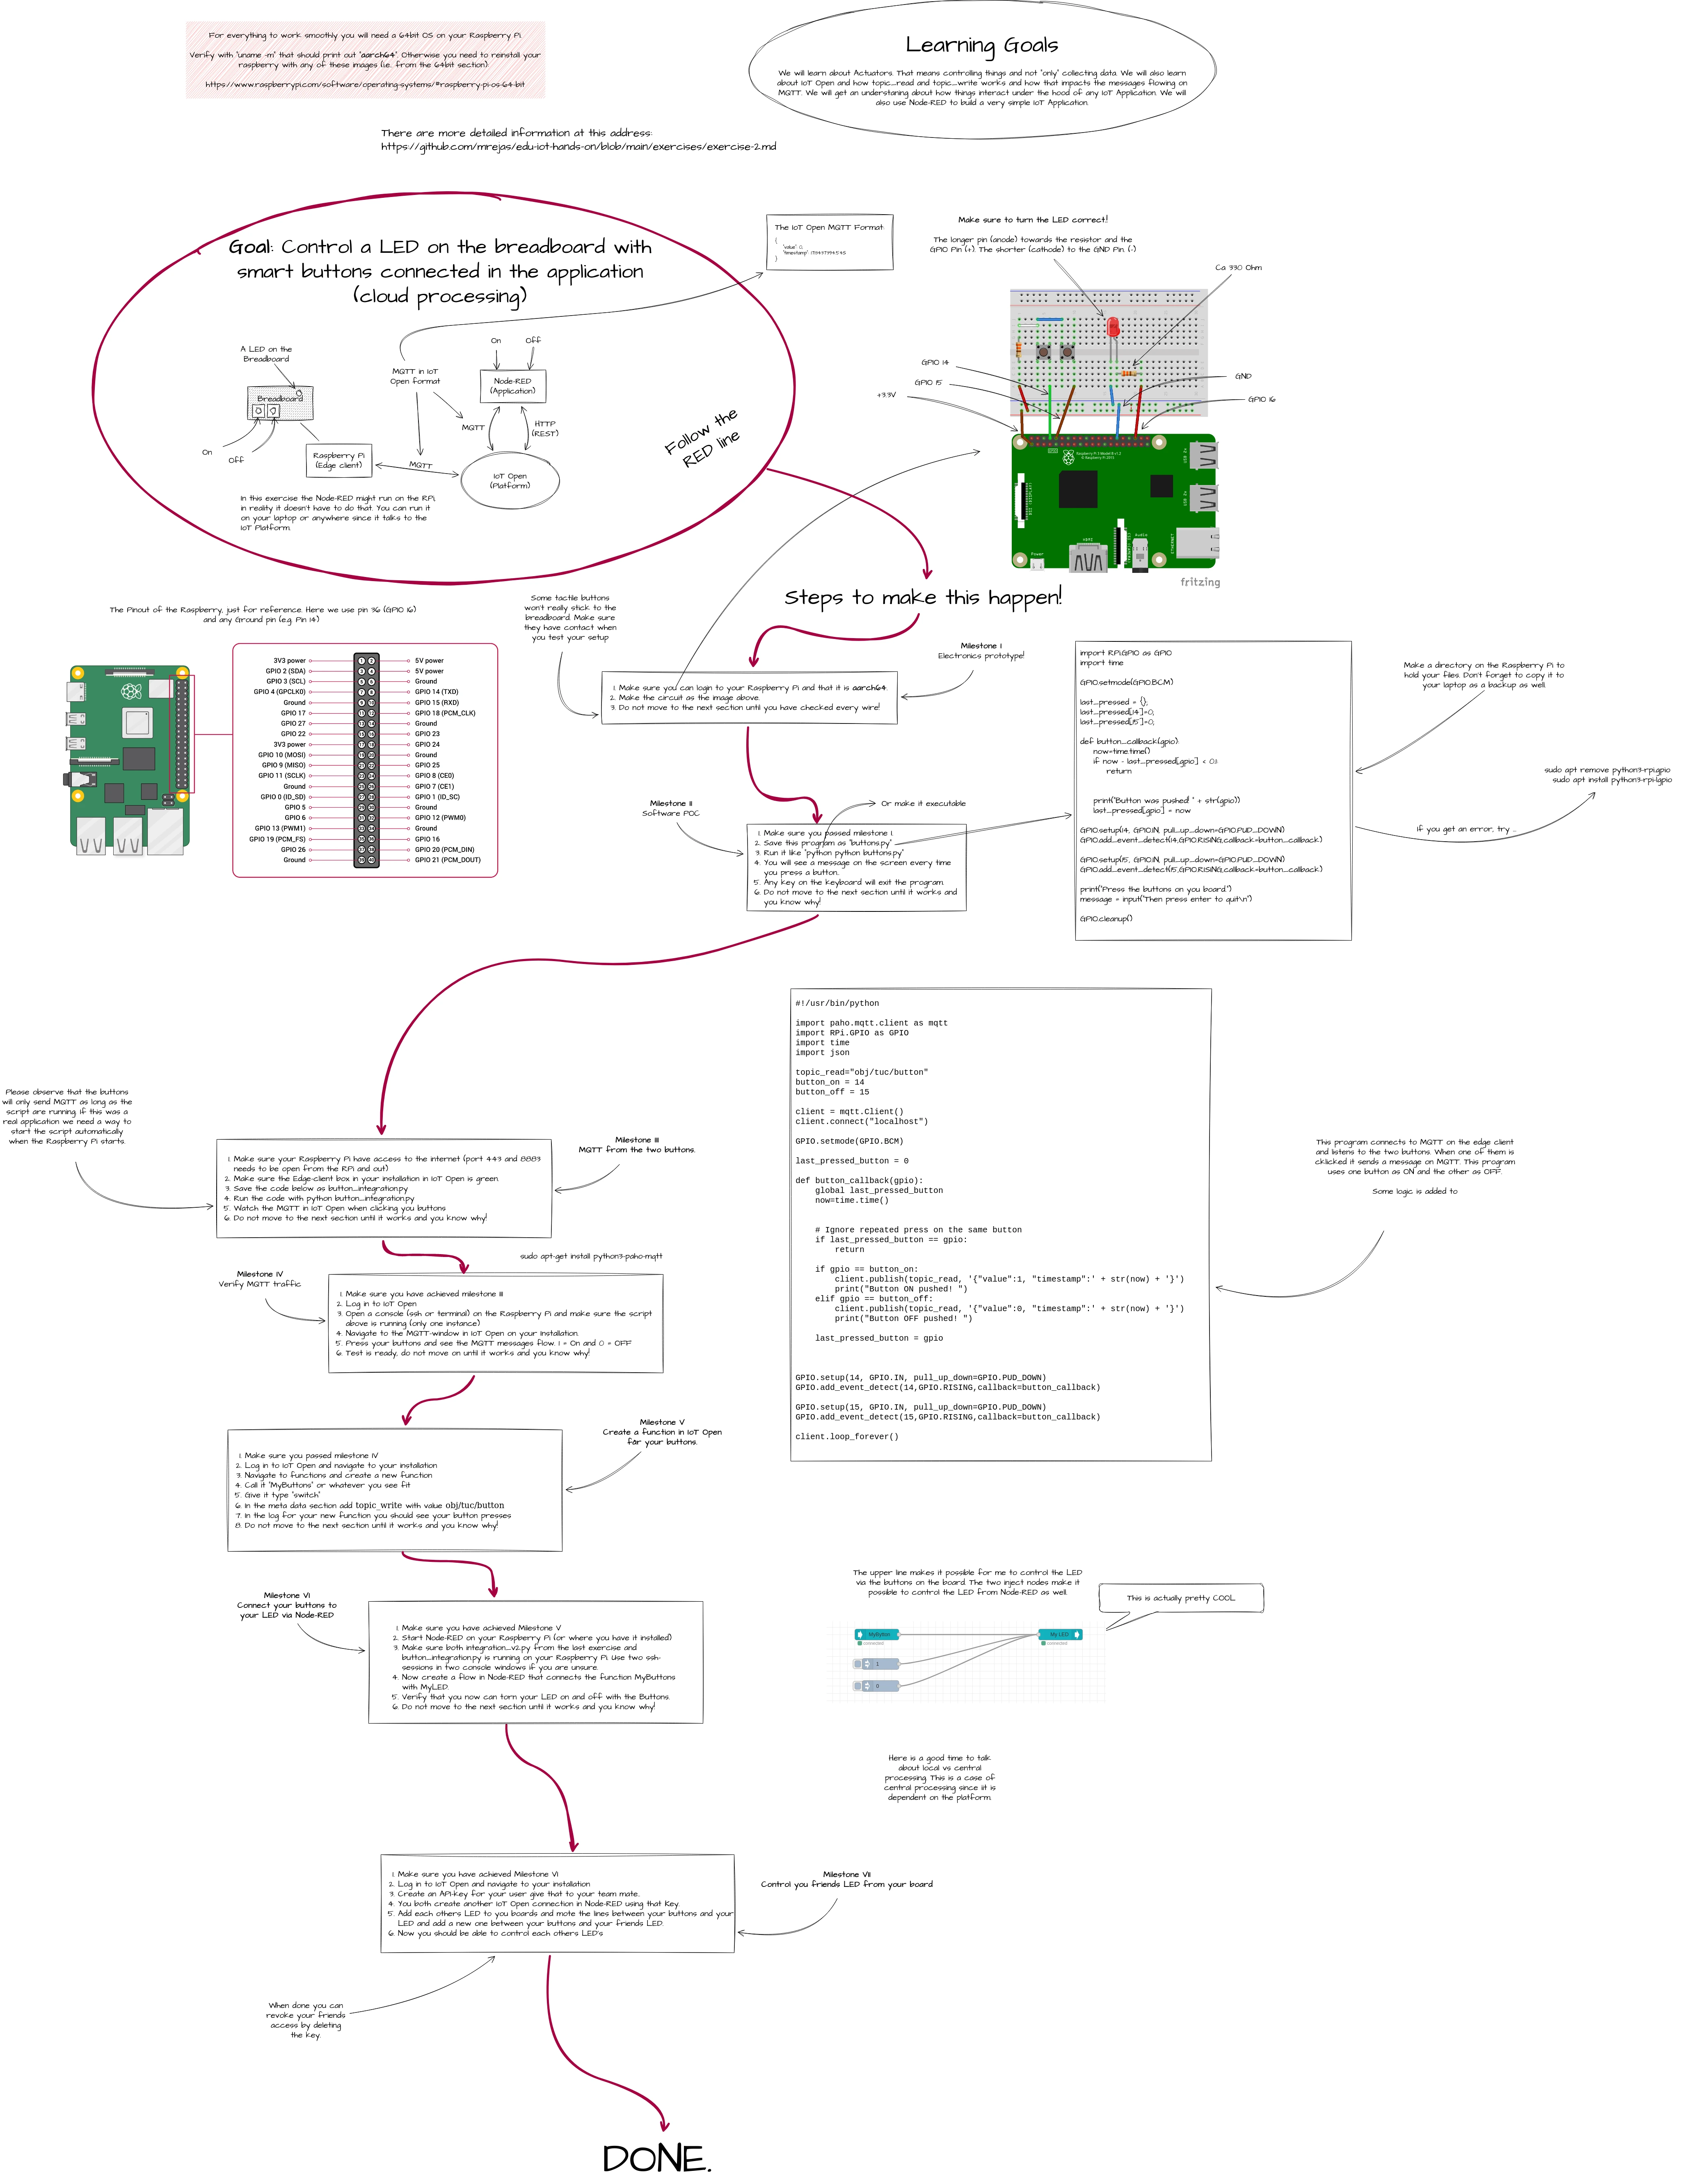 For everything to work smoothly you will need a 64bit OS on your Raspberry Pi.
Verify with "uname -m" that should print out "aarch64". Otherwise you need to reinstall your
raspberry with any of these images (i.e. from the 64bit section):
https://www.raspberrypi.com/software/operating-systems/#raspberry-pi-os-64-bit
Learning Goals
We will learn about Actuators. That means controlling things and not "only" collecting data. We will also learn
about IoT Open and how topic_read and topic_write works and how that impacts the messages flowing on
MQTT. We will get an understaning about how things interact under the hood of any IoT Application. We will
also use Node-RED to build a very simple IoT Application.
There are more detailed information at this address:
https://github.com/mrejas/edu-iot-hands-on/blob/main/exercises/exercise-2.md
Goal: Control a LED on the breadboard with
smart buttons connected in the application
(cloud processing)
A LED on the
Breadboard
Breadboard
On
Off
Raspberry Pi
(Edge client)
MQTT
MQTT in IoT
Open format
On
Off
Node-RED
(Application)
MQTT
HTTP
(REST)
IoT Open
(Platform)
In this exercise the Node-RED might run on the RPi,
in reality it doesn't have to do that. You can run it
on your laptop or anywhere since it talks to the
IoT Platform.
Follow the
RED line
The IoT Open MQTT Format:
{
"value": 0,
"timestamp":
}
Make sure to turn the LED correct!
The longer pin (anode) towards the resistor and the
GPIO Pin (+). The shorter (cathode) to the GND Pin. (-)
Ca 330 Ohm
GPIO 14
GPIO 15
+3.3V
GND
GPIO 16
Raspberry Pi 3 Model B v1.2
© Raspberry Pi 2015
DSI (DISPLAY)
USB 2x
USB 2x
ETHERNET
Power
HDMI
Audio
fritzing
Steps to make this happen!
The Pinout of the Raspberry, just for reference. Here we use pin 36 (GPIO 16)
and any Ground pin (e.g. Pin 14)
3V3 power 1 2 5V power
GPIO 2 (SDA) 3 4 5V power
GPIO 3 (SCL) 5 6 Ground
GPIO 4 (GPCLK0) 7 8 GPIO 14 (TXD)
Ground 9 10 GPIO 15 (RXD)
GPIO 17 11 12 GPIO 18 (PCM_CLK)
GPIO 27 13 14 Ground
GPIO 22 15 16 GPIO 23
3V3 power 17 18 GPIO 24
GPIO 10 (MOSI) 19 20 Ground
GPIO 9 (MISO) 21 22 GPIO 25
GPIO 11 (SCLK) 23 24 GPIO 8 (CE0)
Ground 25 26 GPIO 7 (CE1)
GPIO 0 (ID_SD) 27 28 GPIO 1 (ID_SC)
GPIO 5 29 30 Ground
GPIO 6 31 32 GPIO 12 (PWM0)
GPIO 13 (PWM1) 33 34 Ground
GPIO 19 (PCM_FS) 35 36 GPIO 16
GPIO 26 37 38 GPIO 20 (PCM_DIN)
Ground 39 40 GPIO 21 (PCM_DOUT)
Some tactile buttons
won't really stick to the
breadboard. Make sure
they have contact when
you test your setup
Milestone I
Electronics prototype!
1. Make sure you can login to your Raspberry Pi and that it is aarch64.
2. Make the circuit as the image above.
3. Do not move to the next section until you have checked every wire!
Milestone II
Software POC
Or make it executable
1. Make sure you passed milestone I.
2. Save this program as "buttons.py"
3. Run it like "python python buttons.py"
4. You will see a message on the screen every time
you press a button.
5. Any key on the keyboard will exit the program.
6. Do not move to the next section until it works and
you know why!
import RPi.GPIO as GPIO
import time
GPIO.setmode(GPIO.BCM)
last_pressed = {};
last_pressed[14]=0;
last_pressed[15]=0;
def button_callback(gpio):
now=time.time()
if now - last_pressed[gpio] < 0.3:
return
print("Button was pushed! " + str(gpio))
last_pressed[gpio] = now
GPIO.setup(14, GPIO.IN, pull_up_down=GPIO.PUD_DOWN)
GPIO.add_event_detect(14,GPIO.RISING,callback=button_callback)
GPIO.setup(15, GPIO.IN, pull_up_down=GPIO.PUD_DOWN)
GPIO.add_event_detect(15,GPIO.RISING,callback=button_callback)
print("Press the buttons on you board.")
message = input("Then press enter to quit\n")
GPIO.cleanup()
Make a directory on the Raspberry Pi to
hold your files. Don't forget to copy it to
your laptop as a backup as well.
sudo apt remove python3-rpi.gpio
sudo apt install python3-rpi-lgpio
If you get an error, try ...
#!/usr/bin/python
import paho.mqtt.client as mqtt
import RPi.GPIO as GPIO
import time
import json
topic_read="obj/tuc/button"
button_on = 14
button_off = 15
client = mqtt.Client()
client.connect("localhost")
GPIO.setmode(GPIO.BCM)
last_pressed_button = 0
def button_callback(gpio):
global last_pressed_button
now=time.time()
# Ignore repeated press on the same button
if last_pressed_button == gpio:
return
if gpio == button_on:
client.publish(topic_read, '{"value":1, "timestamp":' + str(now) + '}')
print("Button ON pushed! ")
elif gpio == button_off:
client.publish(topic_read, '{"value":0, "timestamp":' + str(now) + '}')
print("Button OFF pushed! ")
last_pressed_button = gpio
GPIO.setup(14, GPIO.IN, pull_up_down=GPIO.PUD_DOWN)
GPIO.add_event_detect(14,GPIO.RISING,callback=button_callback)
GPIO.setup(15, GPIO.IN, pull_up_down=GPIO.PUD_DOWN)
GPIO.add_event_detect(15,GPIO.RISING,callback=button_callback)
client.loop_forever()
This program connects to MQTT on the edge client
and listens to the two buttons. When one of them is
cklicked it sends a message on MQTT. This program
uses one button as ON and the other as OFF.
Some logic is added to
Please observe that the buttons
will only send MQTT as long as the
script are running. If this was a
real application we need a way to
start the script automatically
when the Raspberry Pi starts.
Milestone III
MQTT from the two buttons.
1. Make sure your Raspberry Pi have access to the internet (port 443 and 8883
needs to be open from the RPi and out)
2. Make sure the Edge-client box in your installation in IoT Open is green.
3. Save the code below as button_integration.py
4. Run the code with python button_integration.py
5. Watch the MQTT in IoT Open when clicking you buttons
6. Do not move to the next section until it works and you know why!
sudo apt-get install python3-paho-mqtt
Milestone IV
Verify MQTT traffic
1. Make sure you have achieved milestone III
2. Log in to IoT Open
3. Open a console (ssh or terminal) on the Raspberry Pi and make sure the script
above is running (only one instance)
4. Navigate to the MQTT-window in IoT Open on your Installation.
5. Press your buttons and see the MQTT messages flow. 1 = On and 0 = OFF
6. Test is ready, do not move on until it works and you know why!
Milestone V
Create a function in IoT Open
får your buttons.
1. Make sure you passed milestone IV
2. Log in to IoT Open and navigate to your installation
3. Navigate to functions and create a new function
4. Call it "MyButtons" or whatever you see fit
5. Give it type "switch"
6. In the meta data section add topic_write with value obj/tuc/button
7. In the log for your new function you should see your button presses
8. Do not move to the next section until it works and you know why!
Milestone VI
Connect your buttons to
your LED via Node-RED
1. Make sure you have achieved Milestone V
2. Start Node-RED on your Raspberry Pi (or where you have it installed)
3. Make sure both integration_v2.py from the last exercise and
button_integration.py is running on your Raspberry Pi. Use two ssh-
sessions in two console windows if you are unsure.
4. Now create a flow in Node-RED that connects the function MyButtons
with MyLED.
5. Verify that you now can torn your LED on and off with the Buttons.
6. Do not move to the next section until it works and you know why!
The upper line makes it possible for me to control the LED
via the buttons on the board. The two inject nodes make it
possible to control the LED from Node-RED as well.
This is actually pretty COOL.
MyButton
connected
My LED
connected
1
0
Here is a good time to talk
about local vs central
processing. This is a case of
central processing since iit is
dependent on the platform.
1. Make sure you have achieved Milestone VI
2. Log in to IoT Open and navigate to your installation
3. Create an API-key for your user give that to your team mate.
4. You both create another IoT Open connection in Node-RED using that Key.
5. Add each others LED to you boards and mote the lines between your buttons and your
LED and add a new one between your buttons and your friends LED.
6. Now you should be able to control each others LED's
Milestone VII
Control you friends LED from your board
When done you can
revoke your friends
access by deleting
the key.
DONE.